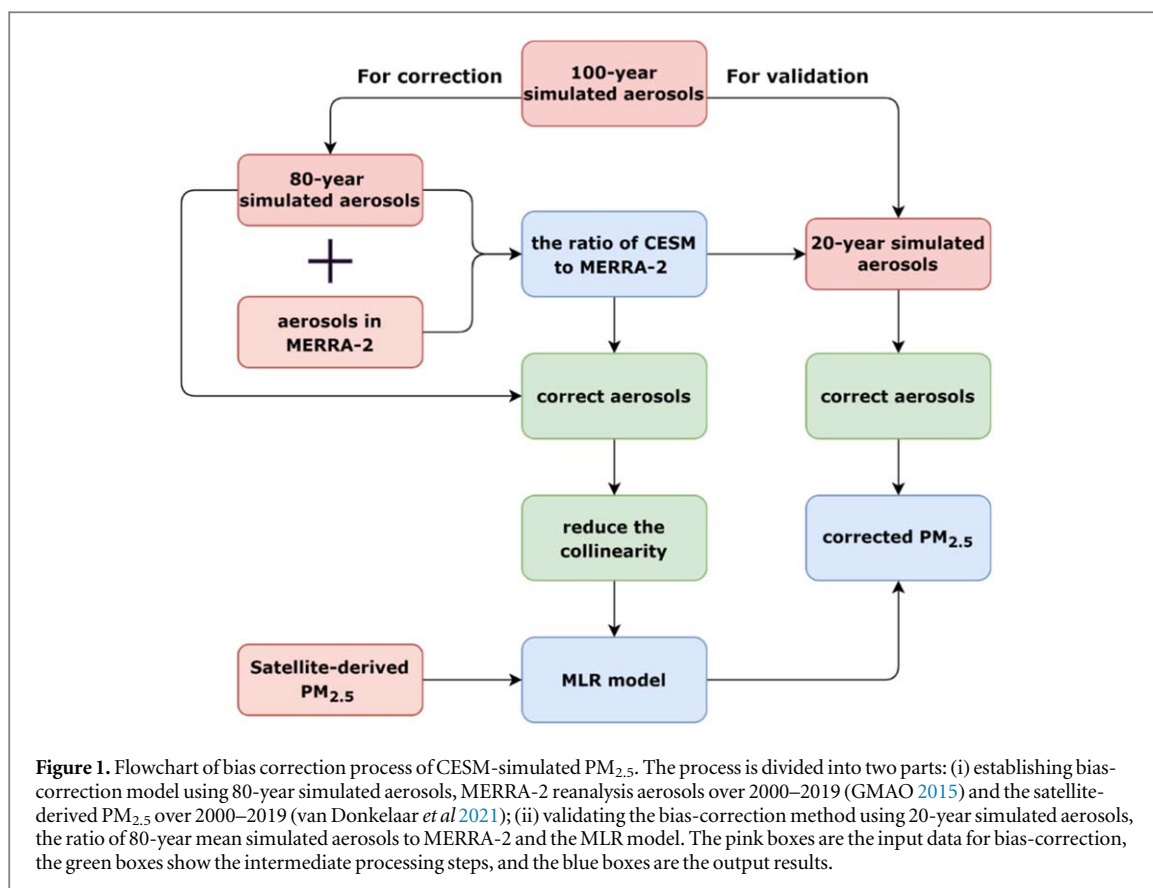 For correction
100-year
simulated aerosols
For validation
80-year
simulated aerosols
the ratio of CESM
to MERRA-2
20-year simulated
aerosols
aerosols in
MERRA-2
correct aerosols
correct aerosols
reduce the
collinearity
corrected PM2.5
Satellite-derived
PM2.5
MLR model
Figure 1. Flowchart of bias correction process of CESM-simulated PM2.5. The process is divided into two parts: (i) establishing bias-
correction model using 80-year simulated aerosols, MERRA-2 reanalysis aerosols over 2000–2019 (GMAO 2015) and the satellite-
derived PM2.5 over 2000–2019 (van Donkelaar et al 2021); (ii) validating the bias-correction method using 20-year simulated aerosols,
the ratio of 80-year mean simulated aerosols to MERRA-2 and the MLR model. The pink boxes are the input data for bias-correction,
the green boxes show the intermediate processing steps, and the blue boxes are the output results.